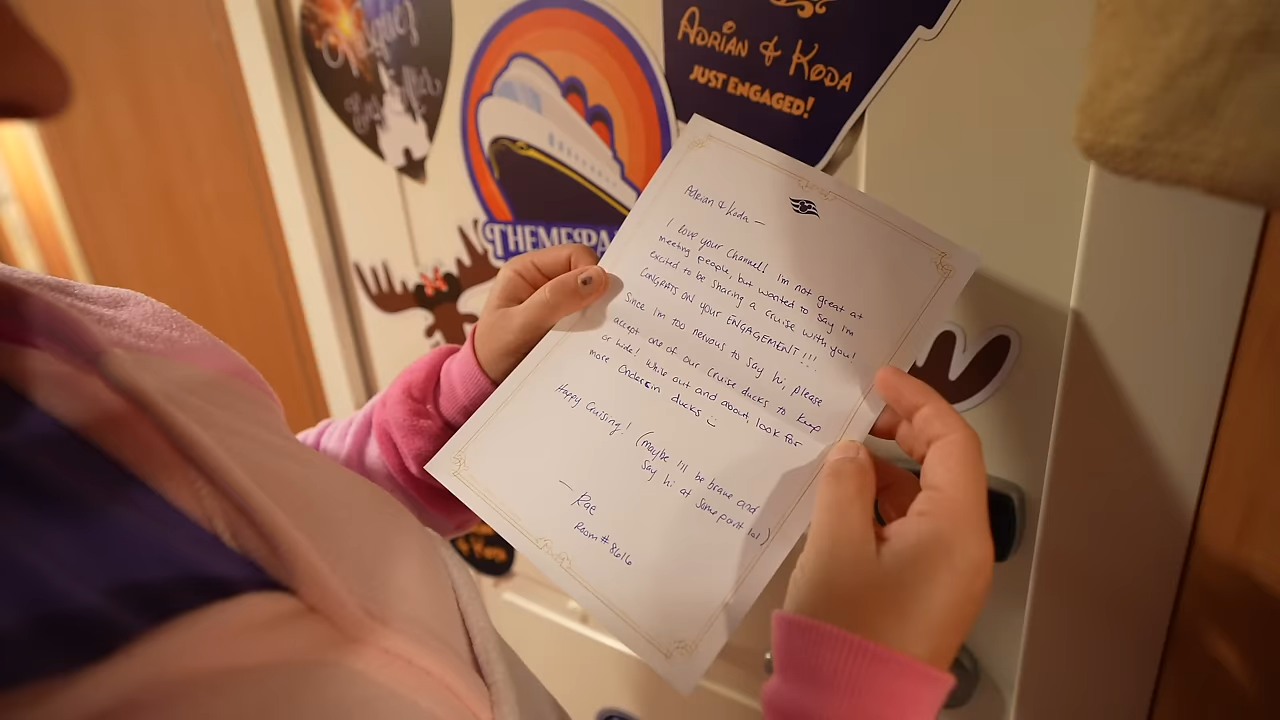 ADRIAN & KODA
JUST ENGAGED!
THEMEPA
Adrian & Koda –
I love your channel! I'm not great at
meeting people, but wanted to say I'm
excited to be sharing a cruise with you!
CONGRATS ON YOUR ENGAGEMENT!!!
Since I'm too nervous to say hi, please
accept one of our cruise ducks to keep
or hide! While out and about, look for
more ducks :)
Happy Cruising! (maybe I'll be brave and
say hi at some point lol)
– Rae
Room # 8616